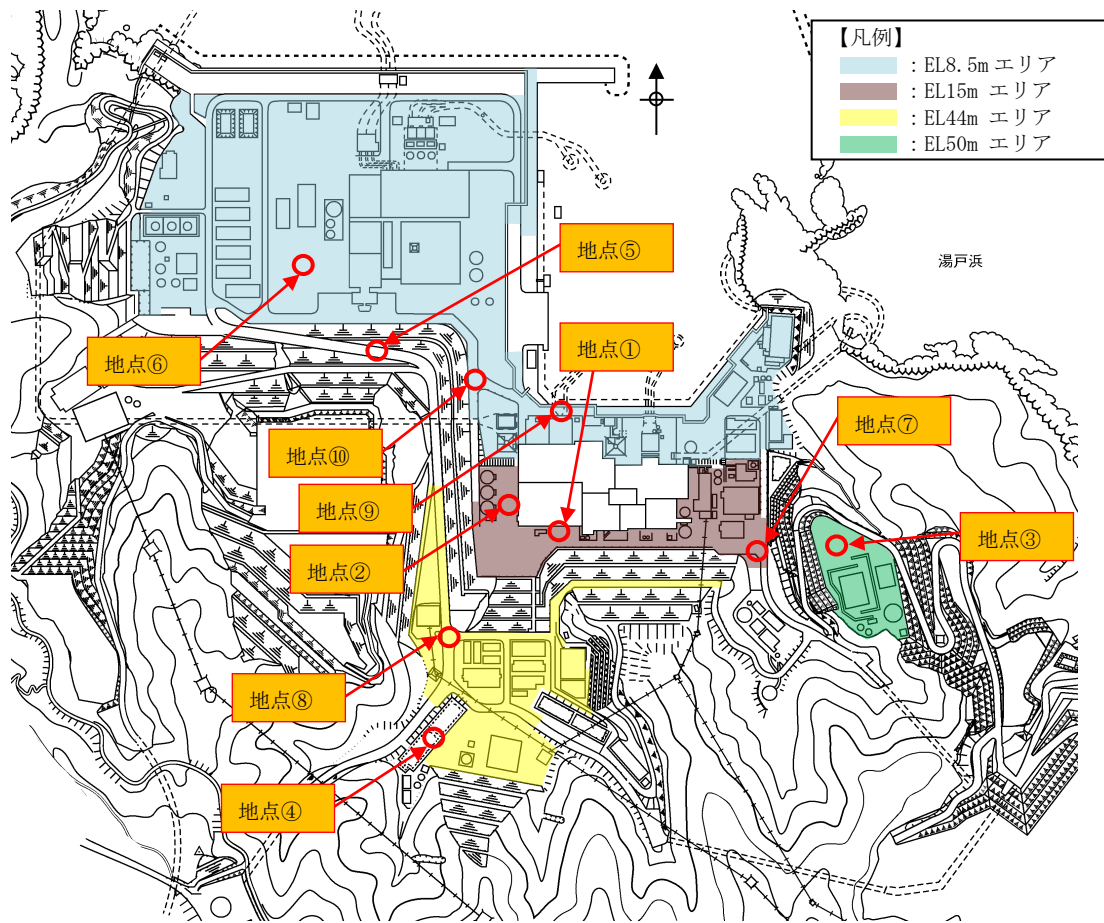 【凡例】
：EL8.5m エリア
：EL15m エリア
：EL44m エリア
：EL50m エリア
地点⑤
湯戸浜
地点①
地点⑥
地点⑦
地点⑩
地点⑨
地点③
地点②
地点⑧
地点④